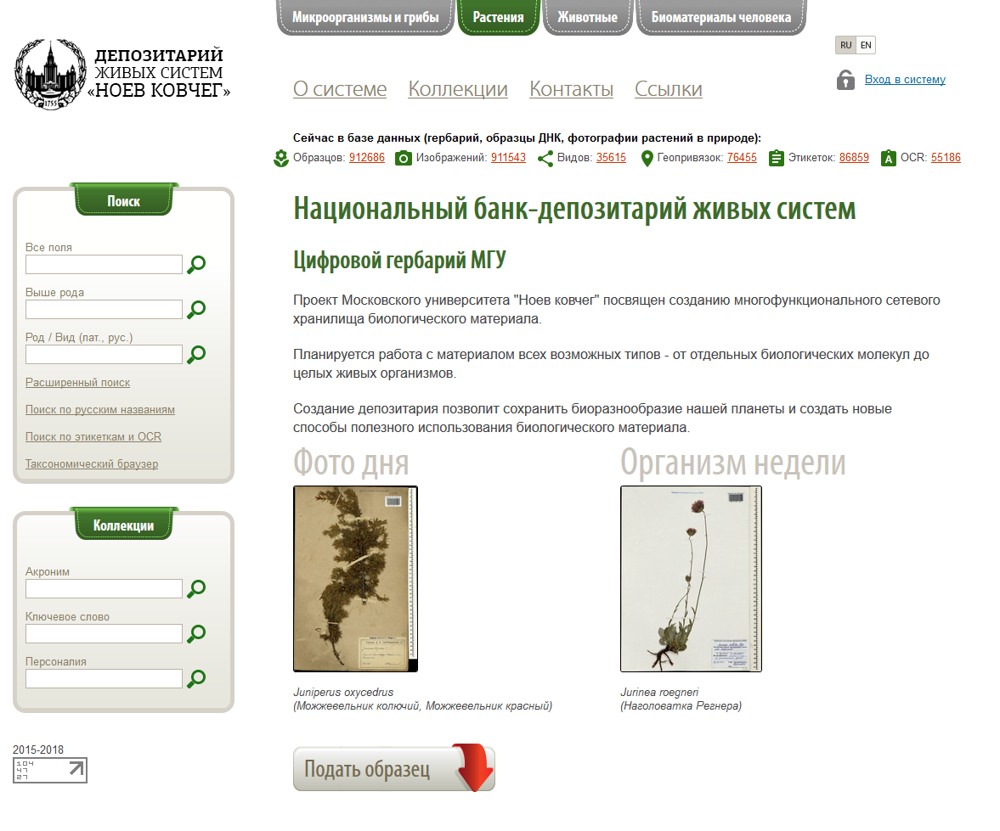 Микроорганизмы и грибы
Растения
Животные
Биоматериалы человека
ДЕПОЗИТАРИЙ
ЖИВЫХ СИСТЕМ
«НОЕВ КОВЧЕГ»
1755
RU EN
Вход в систему
О системе Коллекции Контакты Ссылки
Сейчас в базе данных (гербарий, образцы ДНК, фотографии растений в природе):
Образцов: 912686 Изображений: 911543 Видов: 35615 Геопривязок: 76455 Этикеток: 86859 OCR: 55186
Поиск
Все поля
Выше рода
Род / Вид (лат., рус.)
Расширенный поиск
Поиск по русским названиям
Поиск по этикеткам и OCR
Таксономический браузер
Коллекции
Акроним
Ключевое слово
Персоналия
2015-2018
104
47
27
Национальный банк-депозитарий живых систем
Цифровой гербарий МГУ
Проект Московского университета "Ноев ковчег" посвящен созданию многофункционального сетевого
хранилища биологического материала.
Планируется работа с материалом всех возможных типов - от отдельных биологических молекул до
целых живых организмов.
Создание депозитария позволит сохранить биоразнообразие нашей планеты и создать новые
способы полезного использования биологического материала.
Фото дня
Juniperus oxycedrus
(Можжевельник колючий, Можжевельник красный)
Организм недели
Jurinea roegneri
(Наголоватка Регнера)
Подать образец